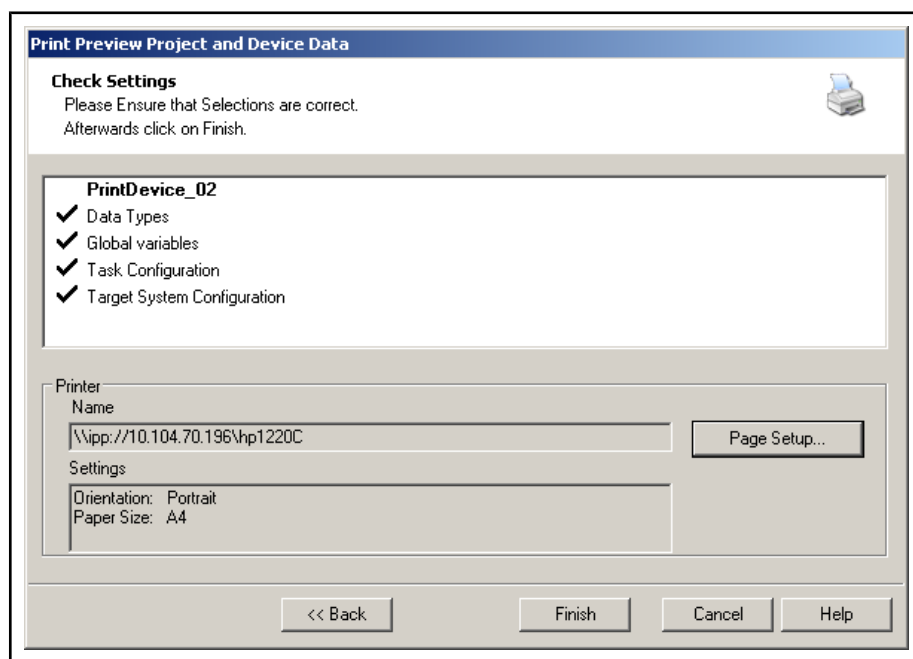 Print Preview Project and Device Data
Check Settings
Please Ensure that Selections are correct.
Afterwards click on Finish.
PrintDevice_02
Data Types
Global variables
Task Configuration
Target System Configuration
Printer
Name
\\ipp://10.104.70.196\hp1220C
Page Setup...
Settings
Orientation: Portrait
Paper Size: A4
<< Back
Finish
Cancel
Help